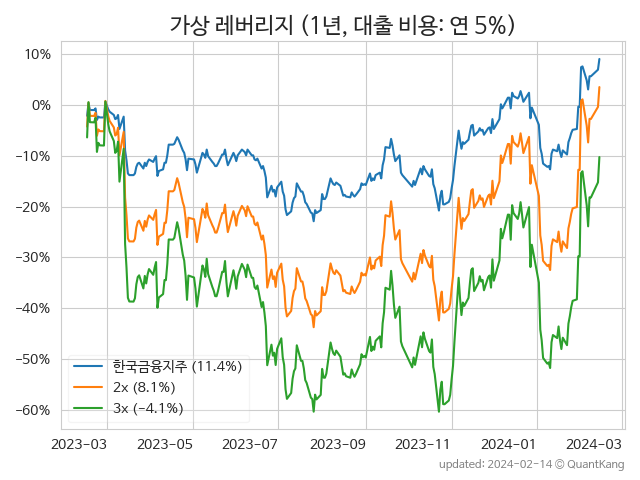 가상 레버리지 (1년, 대출 비용: 연 5%)
10%
0%
−10%
−20%
−30%
−40%
−50%
−60%
한국금융지주 (11.4%)
2x (8.1%)
3x (−4.1%)
2023-03 2023-05 2023-07 2023-09 2023-11 2024-01 2024-03
updated: 2024-02-14 © QuantKang